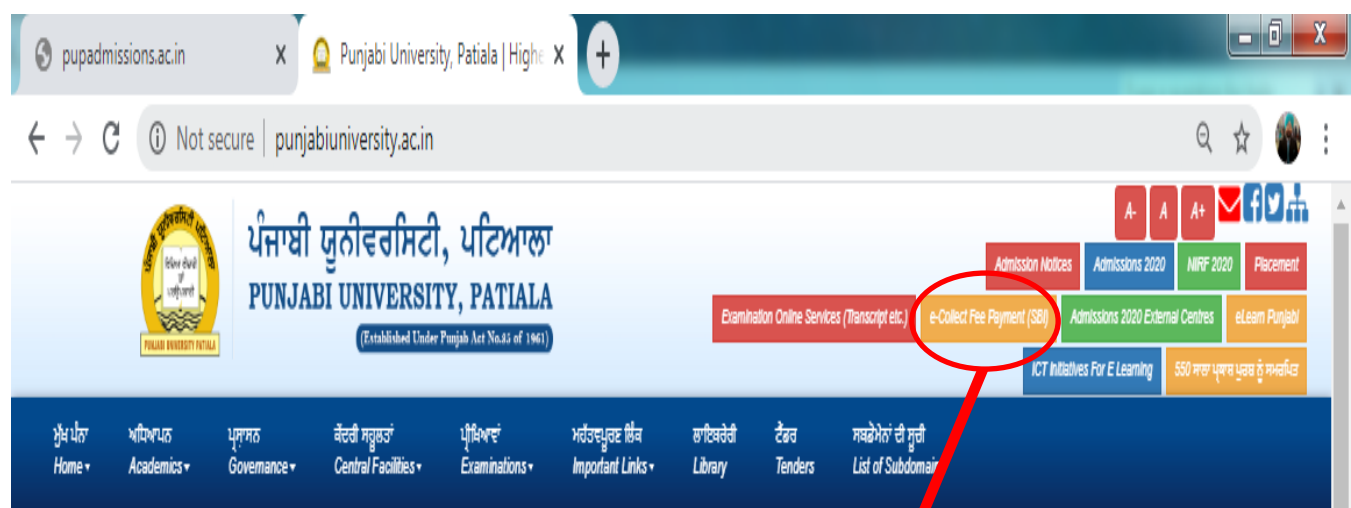 pupadmissions.ac.in
Punjabi University, Patiala | Highe
Not secure | punjabiuniversity.ac.in
A- A A+
ਪੰਜਾਬੀ ਯੂਨੀਵਰਸਿਟੀ, ਪਟਿਆਲਾ
PUNJABI UNIVERSITY, PATIALA
(Established Under Punjab Act No.35 of 1961)
PUNJABI UNIVERSITY PATIALA
Admission Notices Admissions 2020 NIRF 2020 Placement
Examination Online Services (Transcript etc.) e-Collect Fee Payment (SBI) Admissions 2020 External Centres eLearn Punjabi
ICT Initiatives For E Learning 550 ਸਾਲਾ ਪ੍ਰਕਾਸ਼ ਪੁਰਬ ਨੂੰ ਸਮਰਪਿਤ
ਮੁੱਖ ਪੰਨਾ ਅਧਿਆਪਨ ਪ੍ਰਸ਼ਾਸਨ ਕੇਂਦਰੀ ਸਹੂਲਤਾਂ ਪ੍ਰੀਖਿਆਵਾਂ ਮਹੱਤਵਪੂਰਣ ਲਿੰਕ ਲਾਇਬਰੇਰੀ ਟੈਂਡਰ ਸਬਡੋਮੇਨਾਂ ਦੀ ਸੂਚੀ
Home Academics Governance Central Facilities Examinations Important Links Library Tenders List of Subdomain